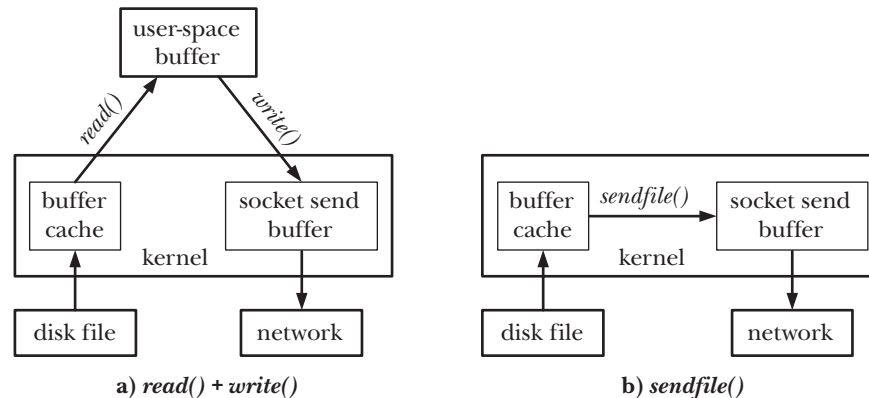 user-space
buffer
read()
write()
buffer
cache
socket send
buffer
kernel
disk file
network
a) read() + write()
buffer
cache
sendfile()
socket send
buffer
kernel
disk file
network
b) sendfile()